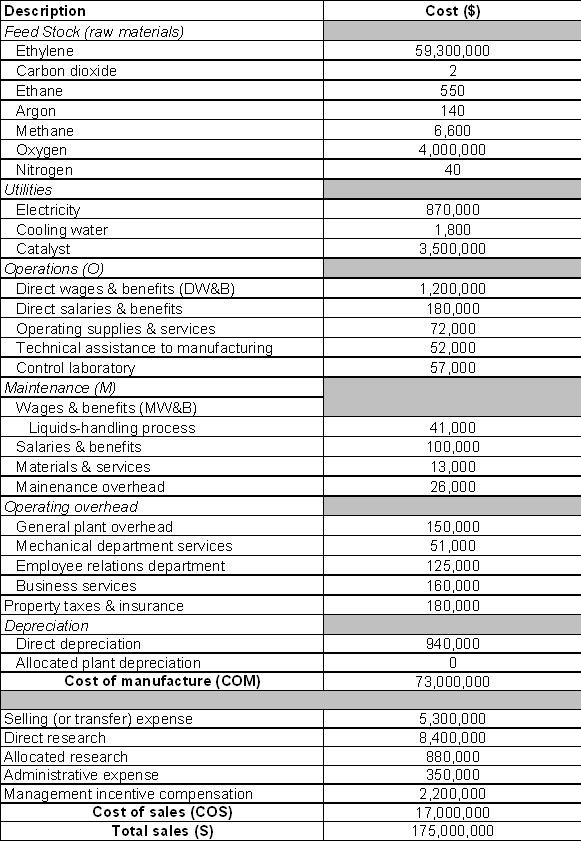 Description Cost ($)
Feed Stock (raw materials)
Ethylene 59,300,000
Carbon dioxide 2
Ethane 550
Argon 140
Methane 6,600
Oxygen 4,000,000
Nitrogen 40
Utilities
Electricity 870,000
Cooling water 1,800
Catalyst 3,500,000
Operations (O)
Direct wages & benefits (DW&B) 1,200,000
Direct salaries & benefits 180,000
Operating supplies & services 72,000
Technical assistance to manufacturing 52,000
Control laboratory 57,000
Maintenance (M)
Wages & benefits (MW&B)
Liquids-handling process 41,000
Salaries & benefits 100,000
Materials & services 13,000
Mainenance overhead 26,000
Operating overhead
General plant overhead 150,000
Mechanical department services 51,000
Employee relations department 125,000
Business services 160,000
Property taxes & insurance 180,000
Depreciation
Direct depreciation 940,000
Allocated plant depreciation 0
Cost of manufacture (COM) 73,000,000
Selling (or transfer) expense 5,300,000
Direct research 8,400,000
Allocated research 880,000
Administrative expense 350,000
Management incentive compensation 2,200,000
Cost of sales (COS) 17,000,000
Total sales (S) 175,000,000